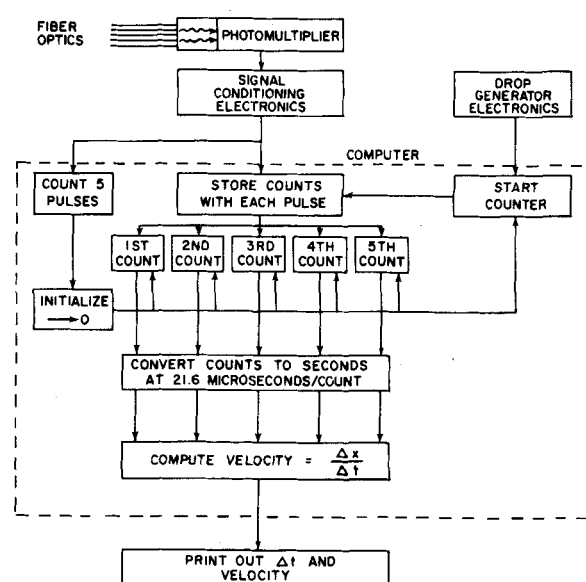 FIBER
OPTICS
PHOTOMULTIPLIER
SIGNAL
CONDITIONING
ELECTRONICS
DROP
GENERATOR
ELECTRONICS
COMPUTER
COUNT 5
PULSES
STORE COUNTS
WITH EACH PULSE
START
COUNTER
1ST
COUNT
2ND
COUNT
3RD
COUNT
4TH
COUNT
5TH
COUNT
INITIALIZE
→0
CONVERT COUNTS TO SECONDS
AT 21.6 MICROSECONDS/COUNT
COMPUTE VELOCITY = Δx/Δt
PRINT OUT Δt AND
VELOCITY